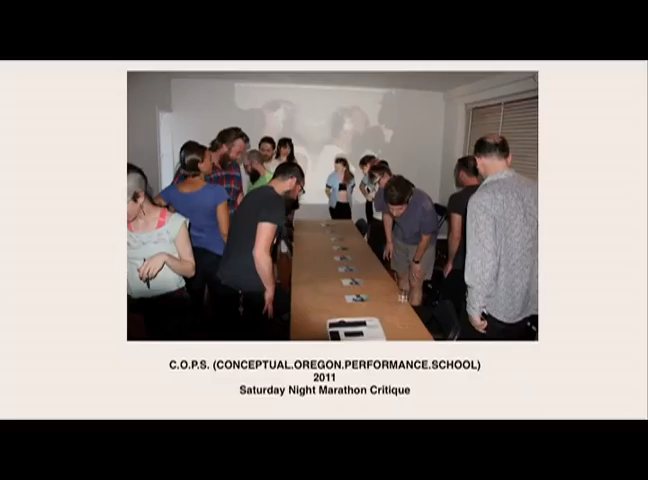 C.O.P.S. (CONCEPTUAL.OREGON.PERFORMANCE.SCHOOL)
2011
Saturday Night Marathon Critique